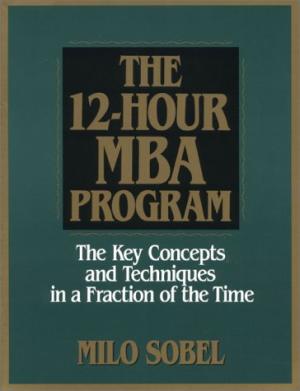 THE
12-HOUR
MBA
PROGRAM
The Key Concepts
and Techniques
in a Fraction of the Time
MILO SOBEL